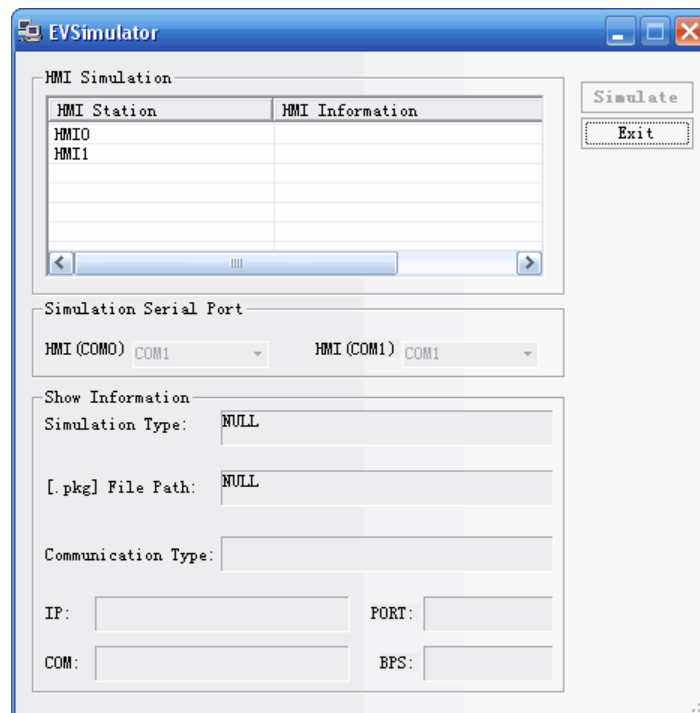 EVSimulator
HMI Simulation
Simulate
HMI Station HMI Information
Exit
HMI0
HMI1
Simulation Serial Port
HMI(COM0) COM1 HMI(COM1) COM1
Show Information
Simulation Type: NULL
[.pkg] File Path: NULL
Communication Type:
IP: PORT:
COM: BPS: